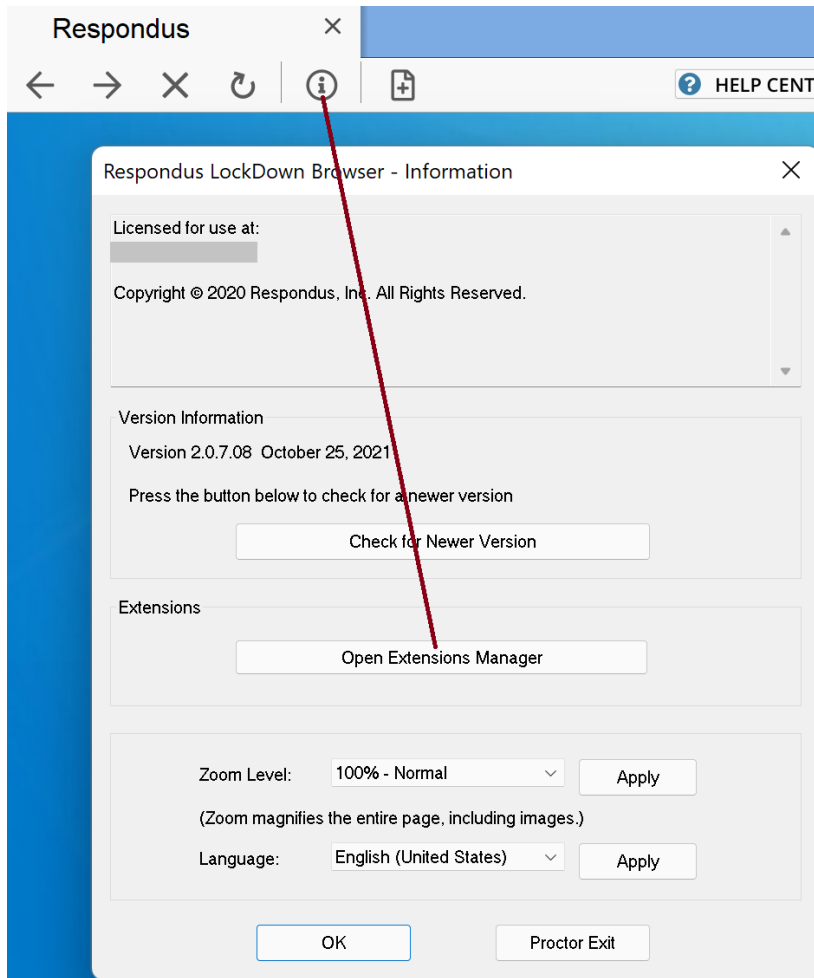 Respondus
HELP CENT
Respondus LockDown Browser - Information
Licensed for use at:
Copyright © 2020 Respondus, Inc. All Rights Reserved.
Version Information
Version 2.0.7.08  October 25, 2021
Press the button below to check for a newer version
Check for Newer Version
Extensions
Open Extensions Manager
Zoom Level: 100% - Normal Apply
(Zoom magnifies the entire page, including images.)
Language: English (United States) Apply
OK Proctor Exit